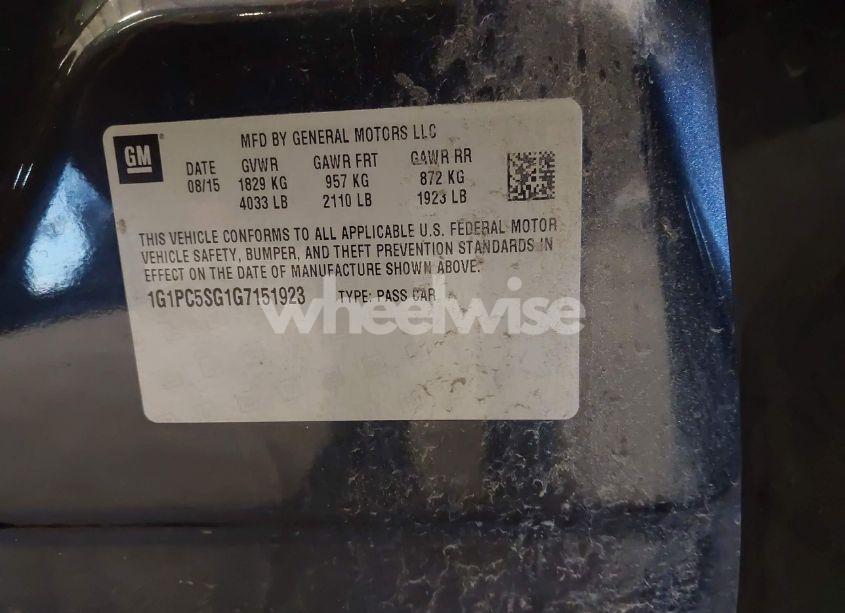 GM
MFD BY GENERAL MOTORS LLC
DATE GVWR GAWR FRT GAWR RR
08/15 1829 KG 957 KG 872 KG
4033 LB 2110 LB 1923 LB
THIS VEHICLE CONFORMS TO ALL APPLICABLE U.S. FEDERAL MOTOR
VEHICLE SAFETY, BUMPER, AND THEFT PREVENTION STANDARDS IN
EFFECT ON THE DATE OF MANUFACTURE SHOWN ABOVE.
1G1PC5SG1G7151923 TYPE: PASS CAR
wheelwise